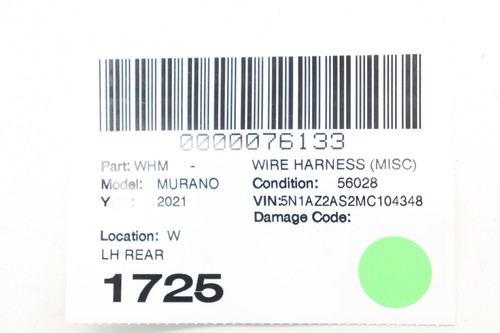 0000076133
Part: WHM - WIRE HARNESS (MISC)
Model: MURANO Condition: 56028
Y : 2021 VIN:5N1AZ2AS2MC104348
Damage Code:
Location: W
LH REAR
1725